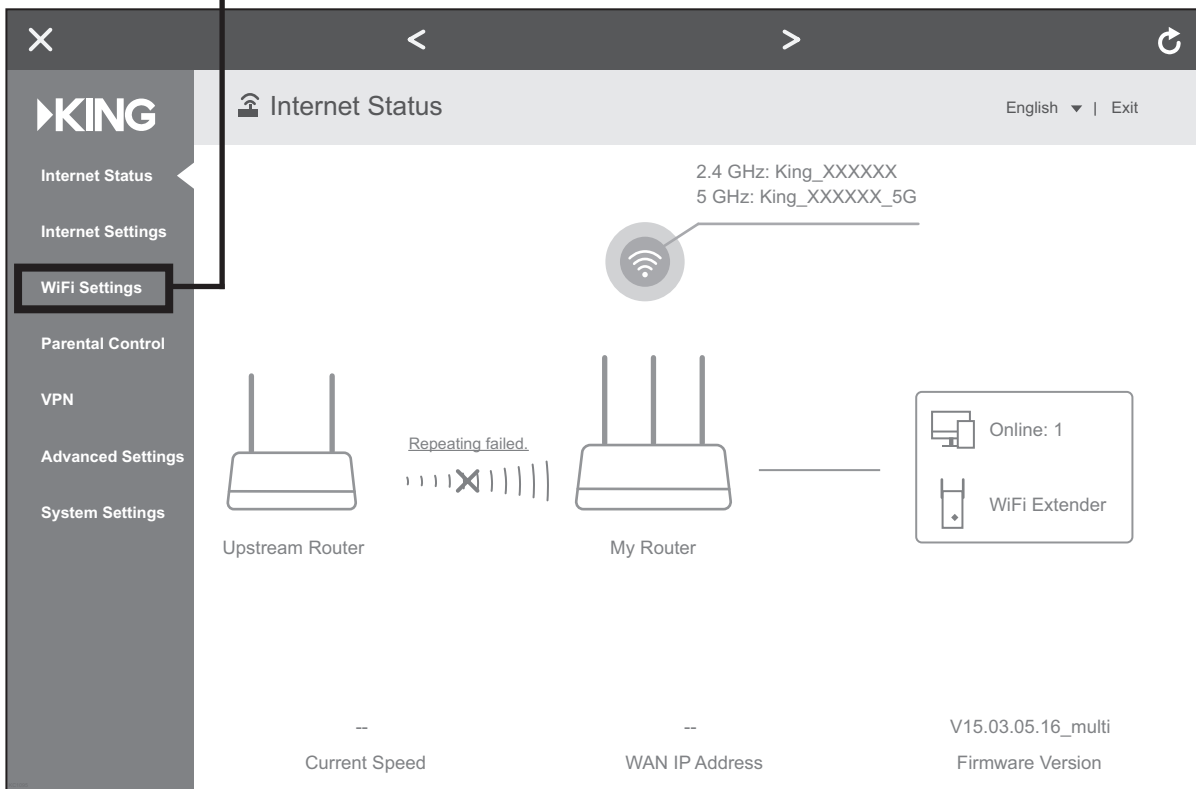 KING
Internet Status
English | Exit
Internet Status
Internet Settings
WiFi Settings
Parental Control
VPN
Advanced Settings
System Settings
2.4 GHz: King_XXXXXX
5 GHz: King_XXXXXX_5G
Repeating failed.
Upstream Router
My Router
Online: 1
WiFi Extender
--
Current Speed
--
WAN IP Address
V15.03.05.16_multi
Firmware Version